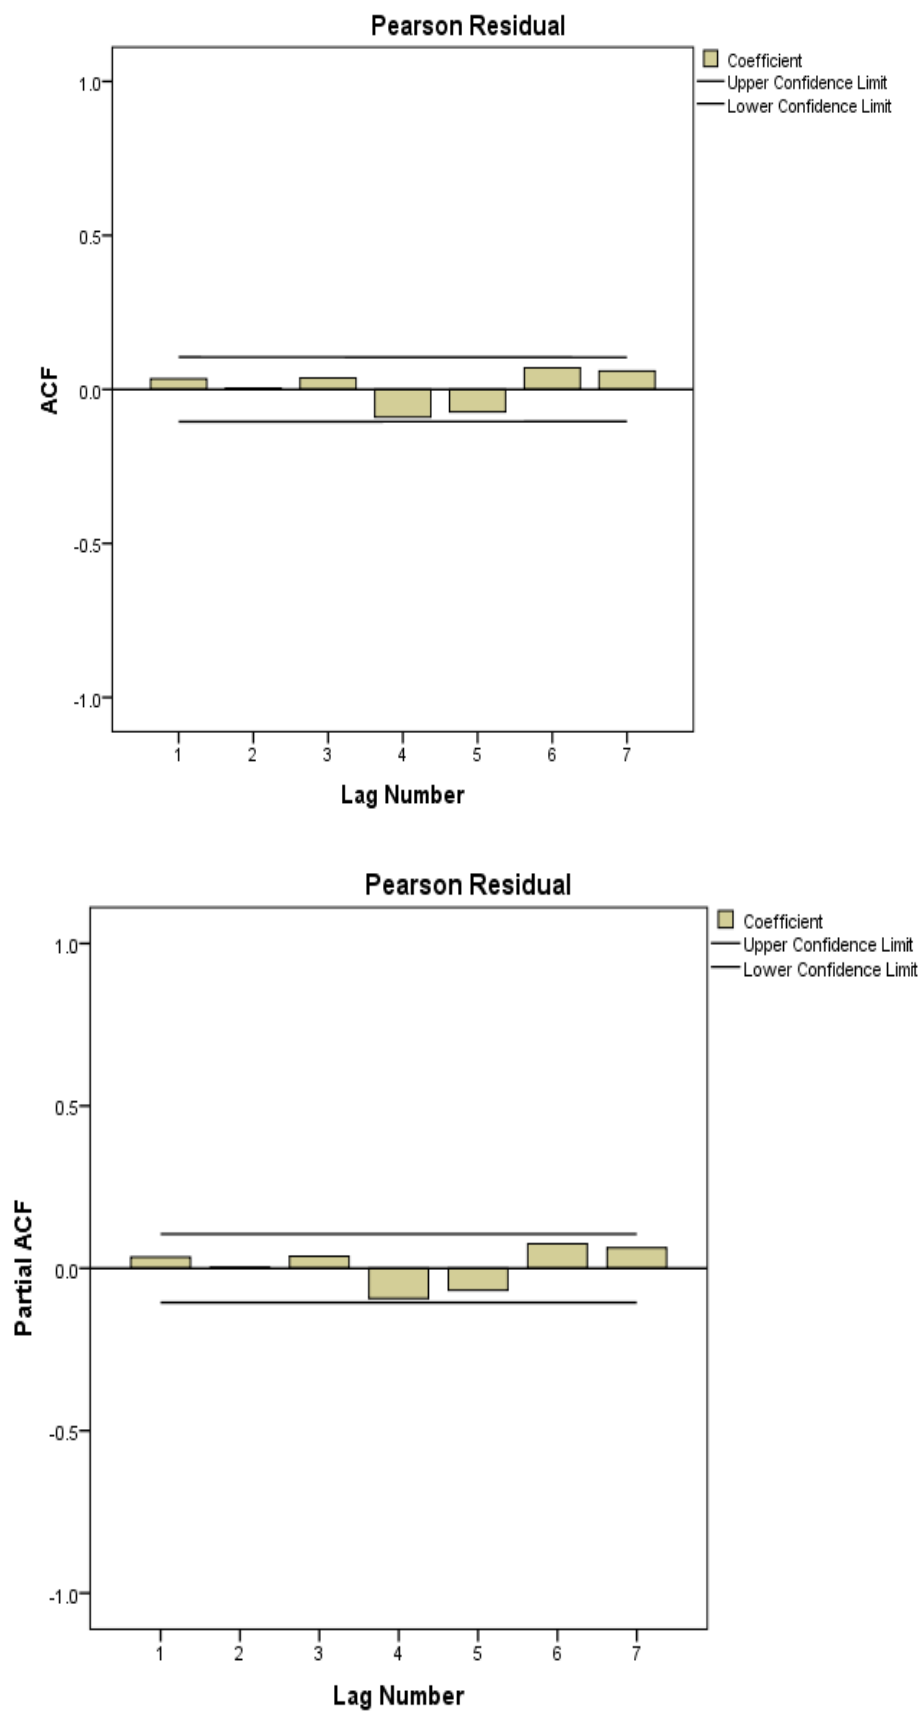 Pearson Residual
Coefficient
Upper Confidence Limit
Lower Confidence Limit
1.0
0.5
0.0
-0.5
-1.0
ACF
1 2 3 4 5 6 7
Lag Number
Pearson Residual
Coefficient
Upper Confidence Limit
Lower Confidence Limit
1.0
0.5
0.0
-0.5
-1.0
Partial ACF
1 2 3 4 5 6 7
Lag Number